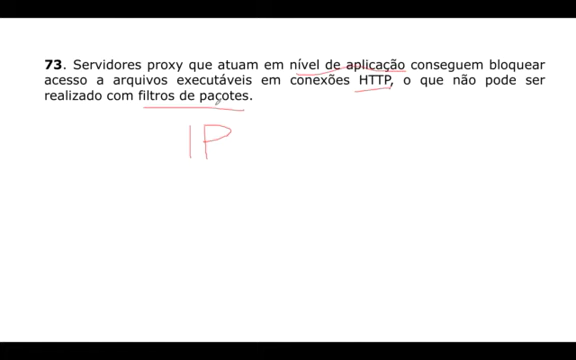 73. Servidores proxy que atuam em nível de aplicação conseguem bloquear
acesso a arquivos executáveis em conexões HTTP, o que não pode ser
realizado com filtros de pacotes.
IP